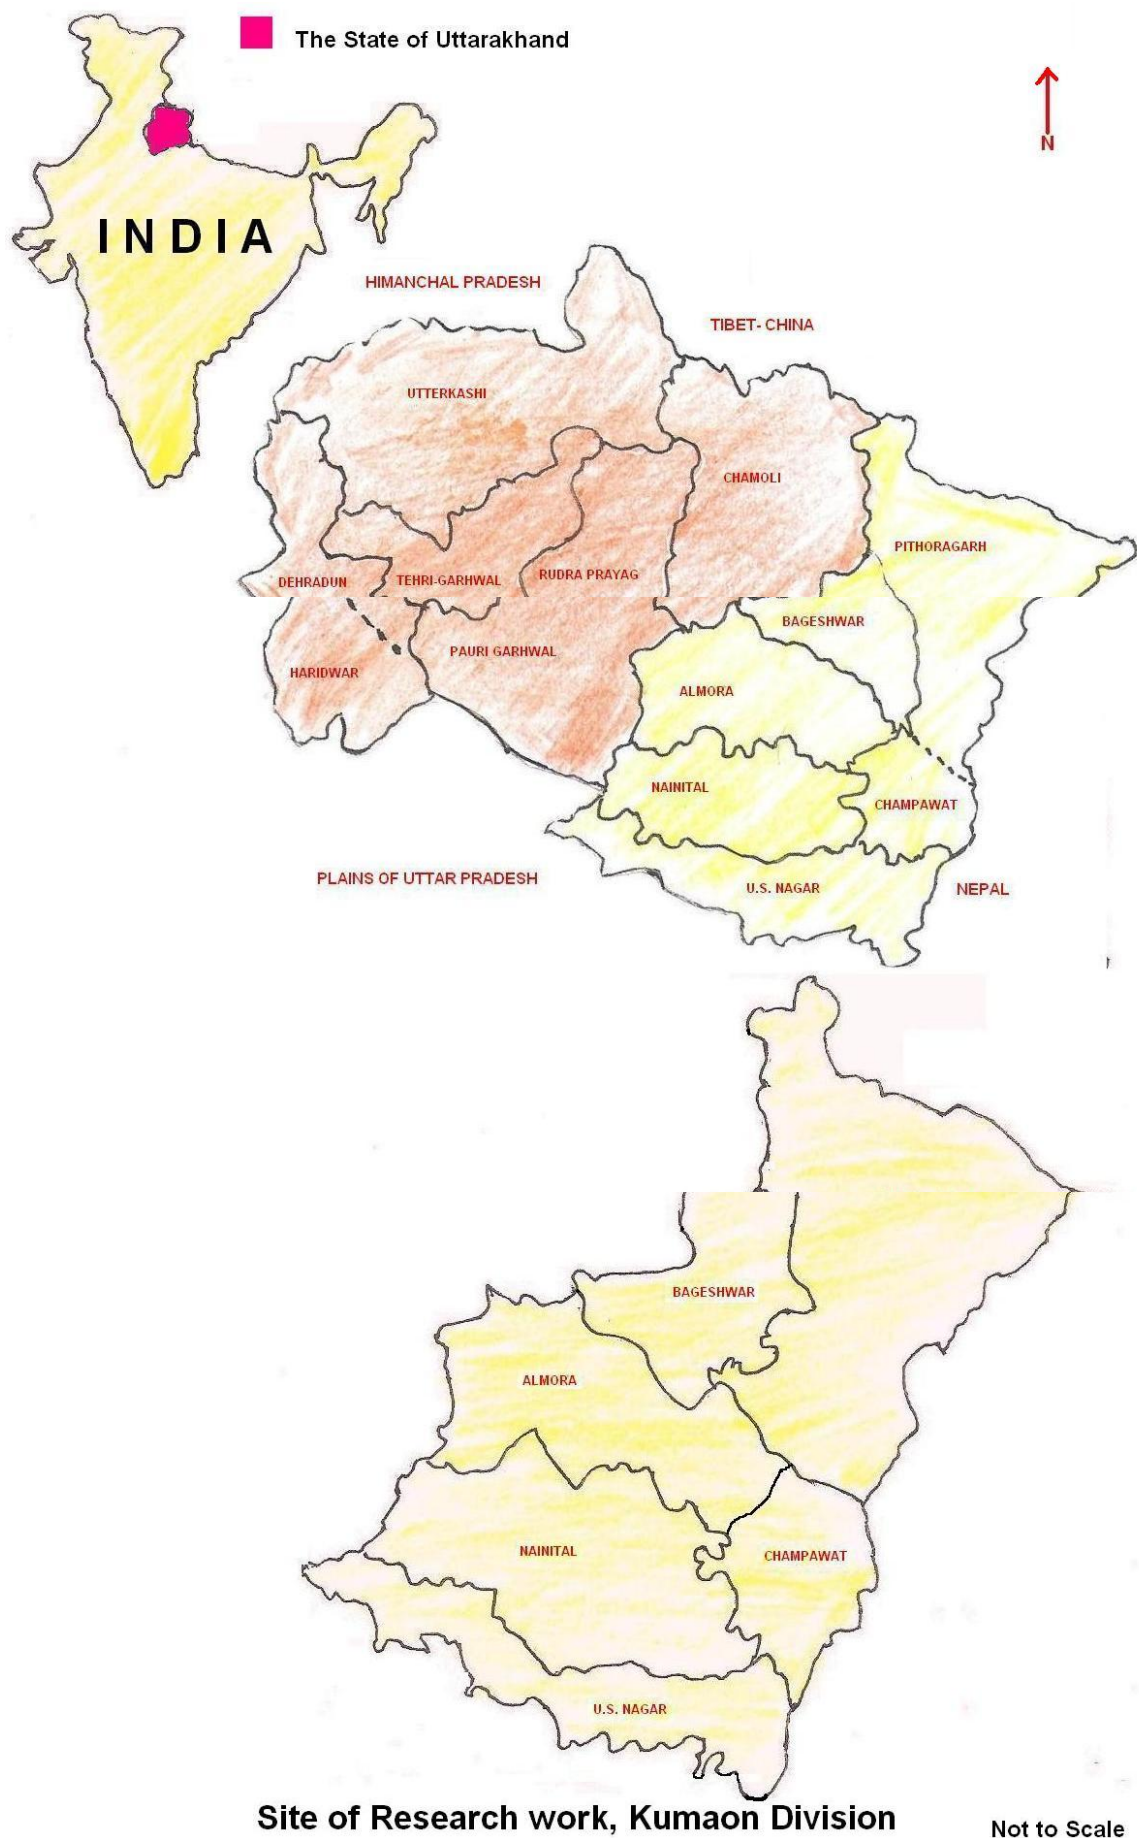 The State of Uttarakhand
N
INDIA
HIMANCHAL PRADESH
TIBET- CHINA
UTTERKASHI
CHAMOLI
PITHORAGARH
DEHRADUN
TEHRI-GARHWAL
RUDRA PRAYAG
BAGESHWAR
HARIDWAR
PAURI GARHWAL
ALMORA
NAINITAL
CHAMPAWAT
PLAINS OF UTTAR PRADESH
U.S. NAGAR
NEPAL
BAGESHWAR
ALMORA
NAINITAL
CHAMPAWAT
U.S. NAGAR
Site of Research work, Kumaon Division
Not to Scale